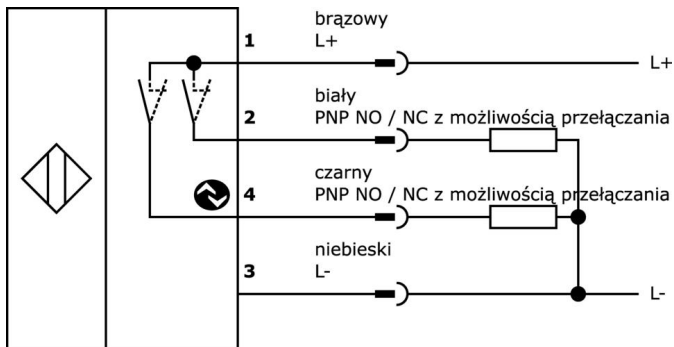 brązowy
1 L+
L+
biały
2 PNP NO / NC z możliwością przełączania
czarny
4 PNP NO / NC z możliwością przełączania
niebieski
3 L-
L-